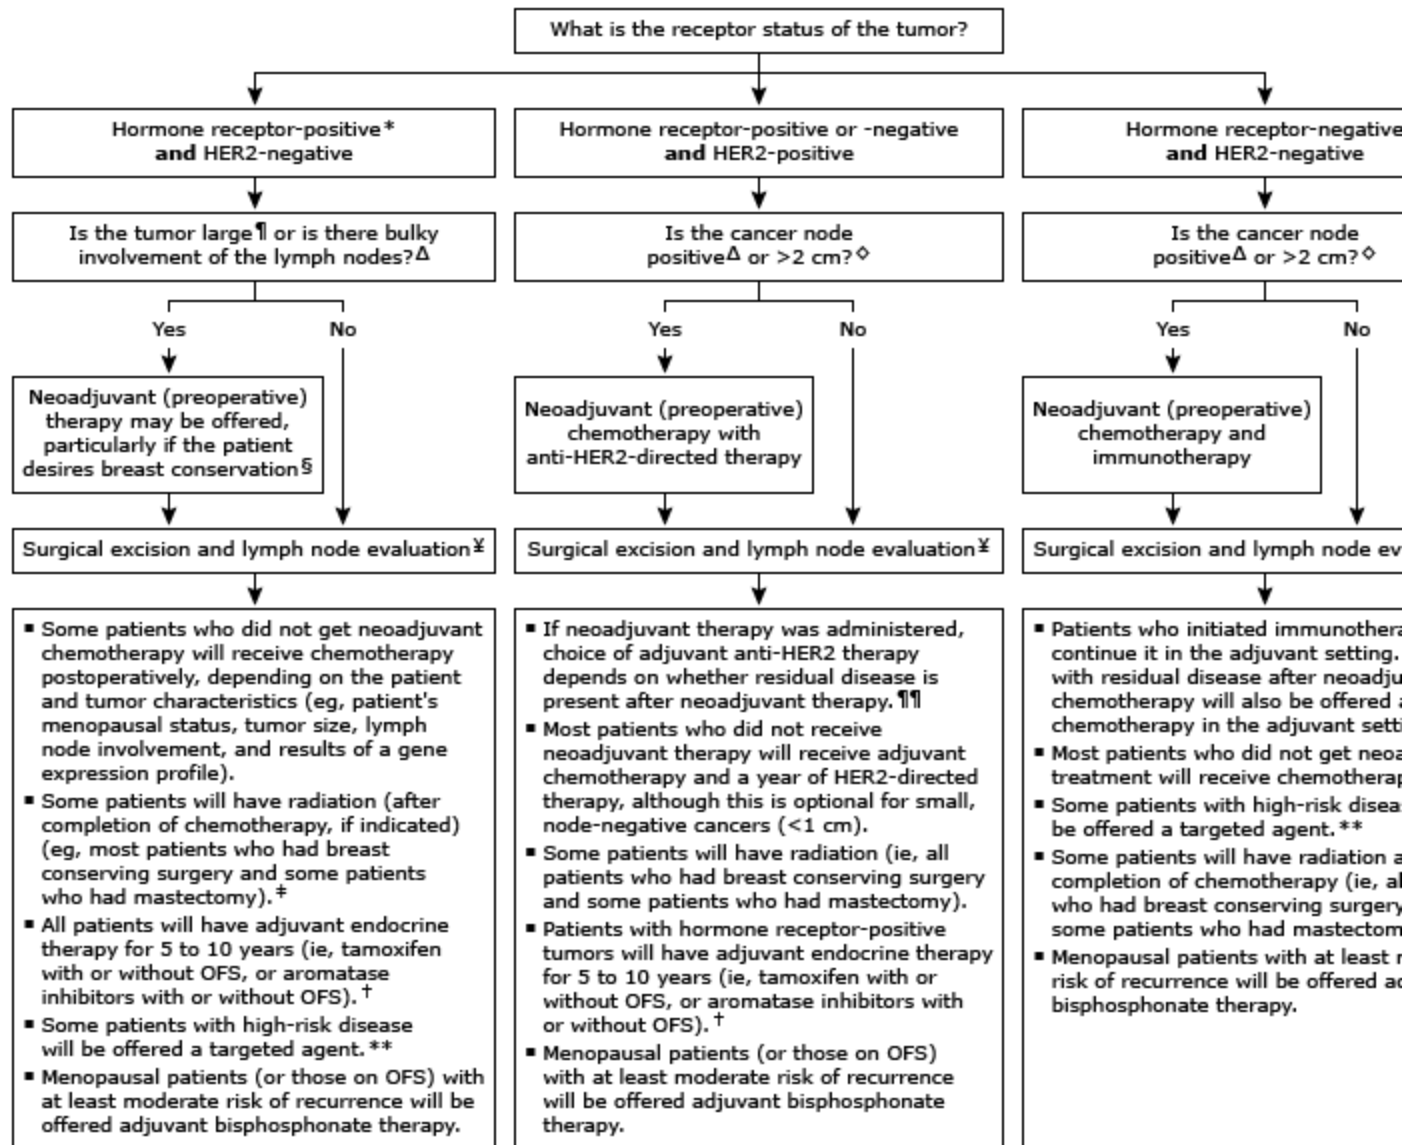 What is the receptor status of the tumor?
Hormone receptor-positive*
and HER2-negative
Is the tumor large¶ or is there bulky
involvement of the lymph nodes?Δ
Yes
No
Neoadjuvant (preoperative)
therapy may be offered,
particularly if the patient
desires breast conservation§
Surgical excision and lymph node evaluation¥
▪ Some patients who did not get neoadjuvant
chemotherapy will receive chemotherapy
postoperatively, depending on the patient
and tumor characteristics (eg, patient's
menopausal status, tumor size, lymph
node involvement, and results of a gene
expression profile).
▪ Some patients will have radiation (after
completion of chemotherapy, if indicated)
(eg, most patients who had breast
conserving surgery and some patients
who had mastectomy).‡
▪ All patients will have adjuvant endocrine
therapy for 5 to 10 years (ie, tamoxifen
with or without OFS, or aromatase
inhibitors with or without OFS).†
▪ Some patients with high-risk disease
will be offered a targeted agent.**
▪ Menopausal patients (or those on OFS) with
at least moderate risk of recurrence will be
offered adjuvant bisphosphonate therapy.
Hormone receptor-positive or -negative
and HER2-positive
Is the cancer node
positiveΔ or >2 cm?◇
Yes
No
Neoadjuvant (preoperative)
chemotherapy with
anti-HER2-directed therapy
Surgical excision and lymph node evaluation¥
▪ If neoadjuvant therapy was administered,
choice of adjuvant anti-HER2 therapy
depends on whether residual disease is
present after neoadjuvant therapy.¶¶
▪ Most patients who did not receive
neoadjuvant therapy will receive adjuvant
chemotherapy and a year of HER2-directed
therapy, although this is optional for small,
node-negative cancers (<1 cm).
▪ Some patients will have radiation (ie, all
patients who had breast conserving surgery
and some patients who had mastectomy).
▪ Patients with hormone receptor-positive
tumors will have adjuvant endocrine therapy
for 5 to 10 years (ie, tamoxifen with or
without OFS, or aromatase inhibitors with
or without OFS).†
▪ Menopausal patients (or those on OFS)
with at least moderate risk of recurrence
will be offered adjuvant bisphosphonate
therapy.
Hormone receptor-negative
and HER2-negative
Is the cancer node
positiveΔ or >2 cm?◇
Yes
No
Neoadjuvant (preoperative)
chemotherapy and
immunotherapy
Surgical excision and lymph node
▪ Patients who initiated
continue it in the adjuvant setting.
with residual disease after
chemotherapy will also be offered
chemotherapy in the adjuvant
▪ Most patients who did not get
treatment will receive
▪ Some patients with high-risk
be offered a targeted agent.**
▪ Some patients will have radiation
completion of chemotherapy (ie,
who had breast conserving surgery
some patients who had
▪ Menopausal patients with at least
risk of recurrence will be offered
bisphosphonate therapy.